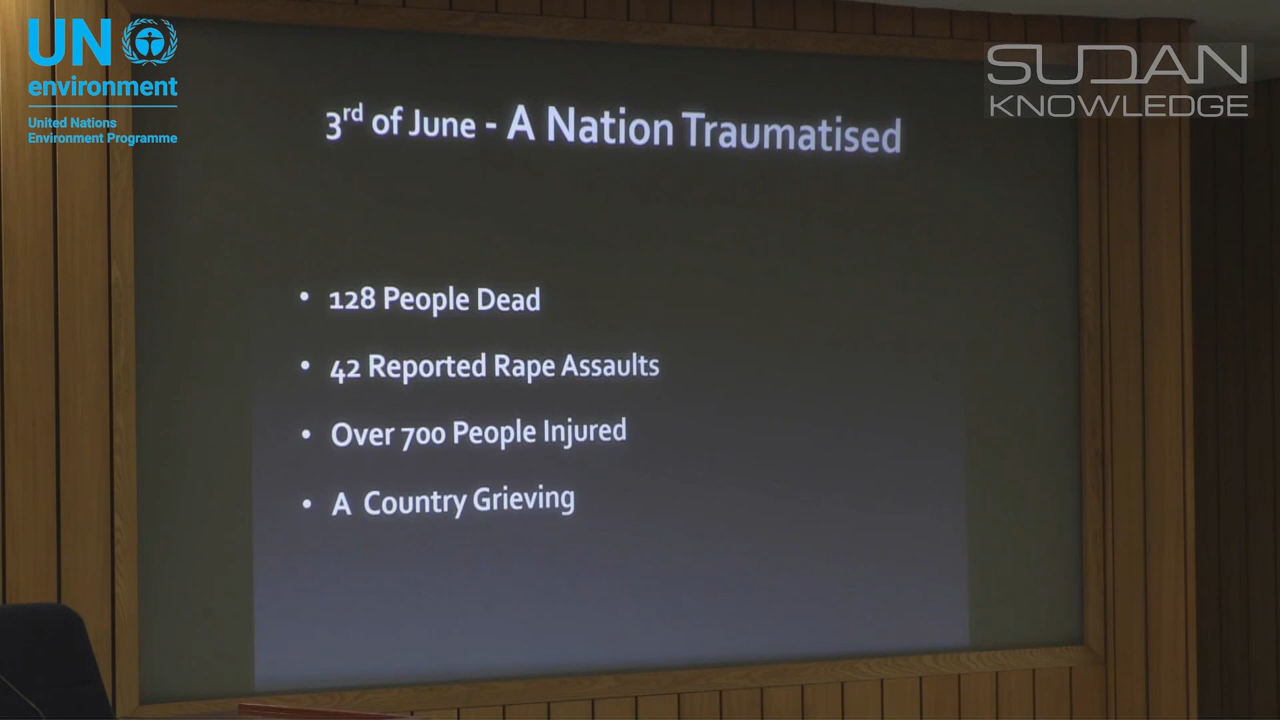 UN
environment
United Nations
Environment Programme
SUDAN
KNOWLEDGE
3rd of June - A Nation Traumatised
• 128 People Dead
• 42 Reported Rape Assaults
• Over 700 People Injured
• A Country Grieving